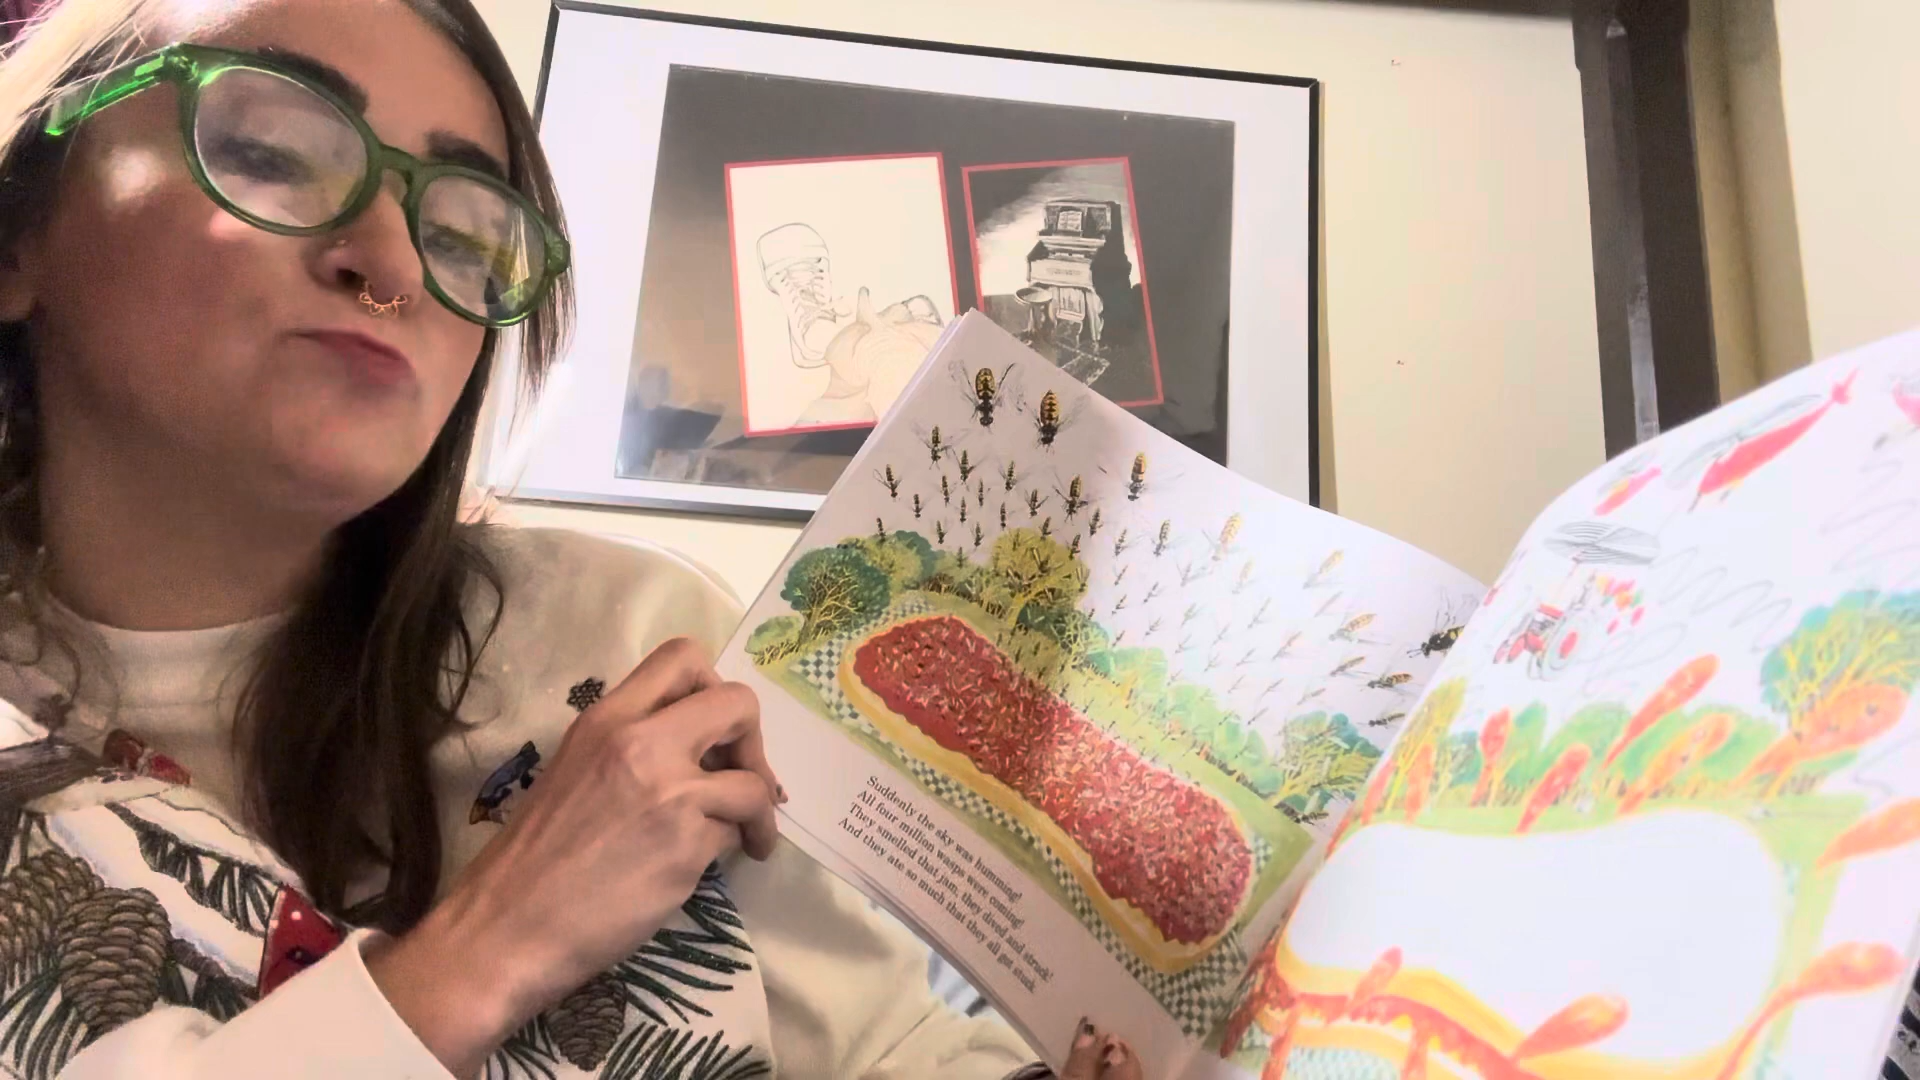 Suddenly the sky was humming!
All four million wasps were coming!
They smelled that jam, they dived and struck!
And they ate so much that they all got stuck.